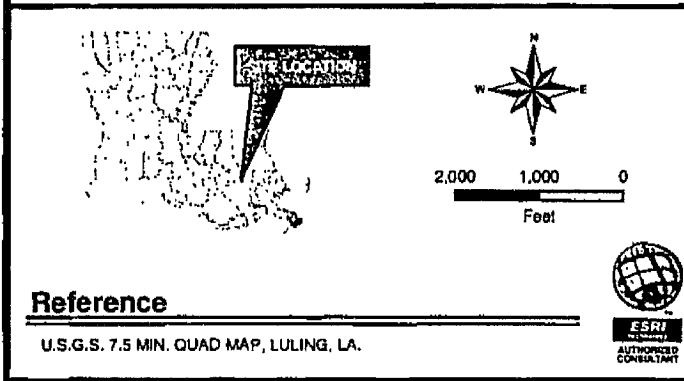 SITE LOCATION
N
W E
S
2,000 1,000 0
Feet
Reference
U.S.G.S. 7.5 MIN. QUAD MAP, LULING, LA.
ESRI
AUTHORIZED
CONSULTANT